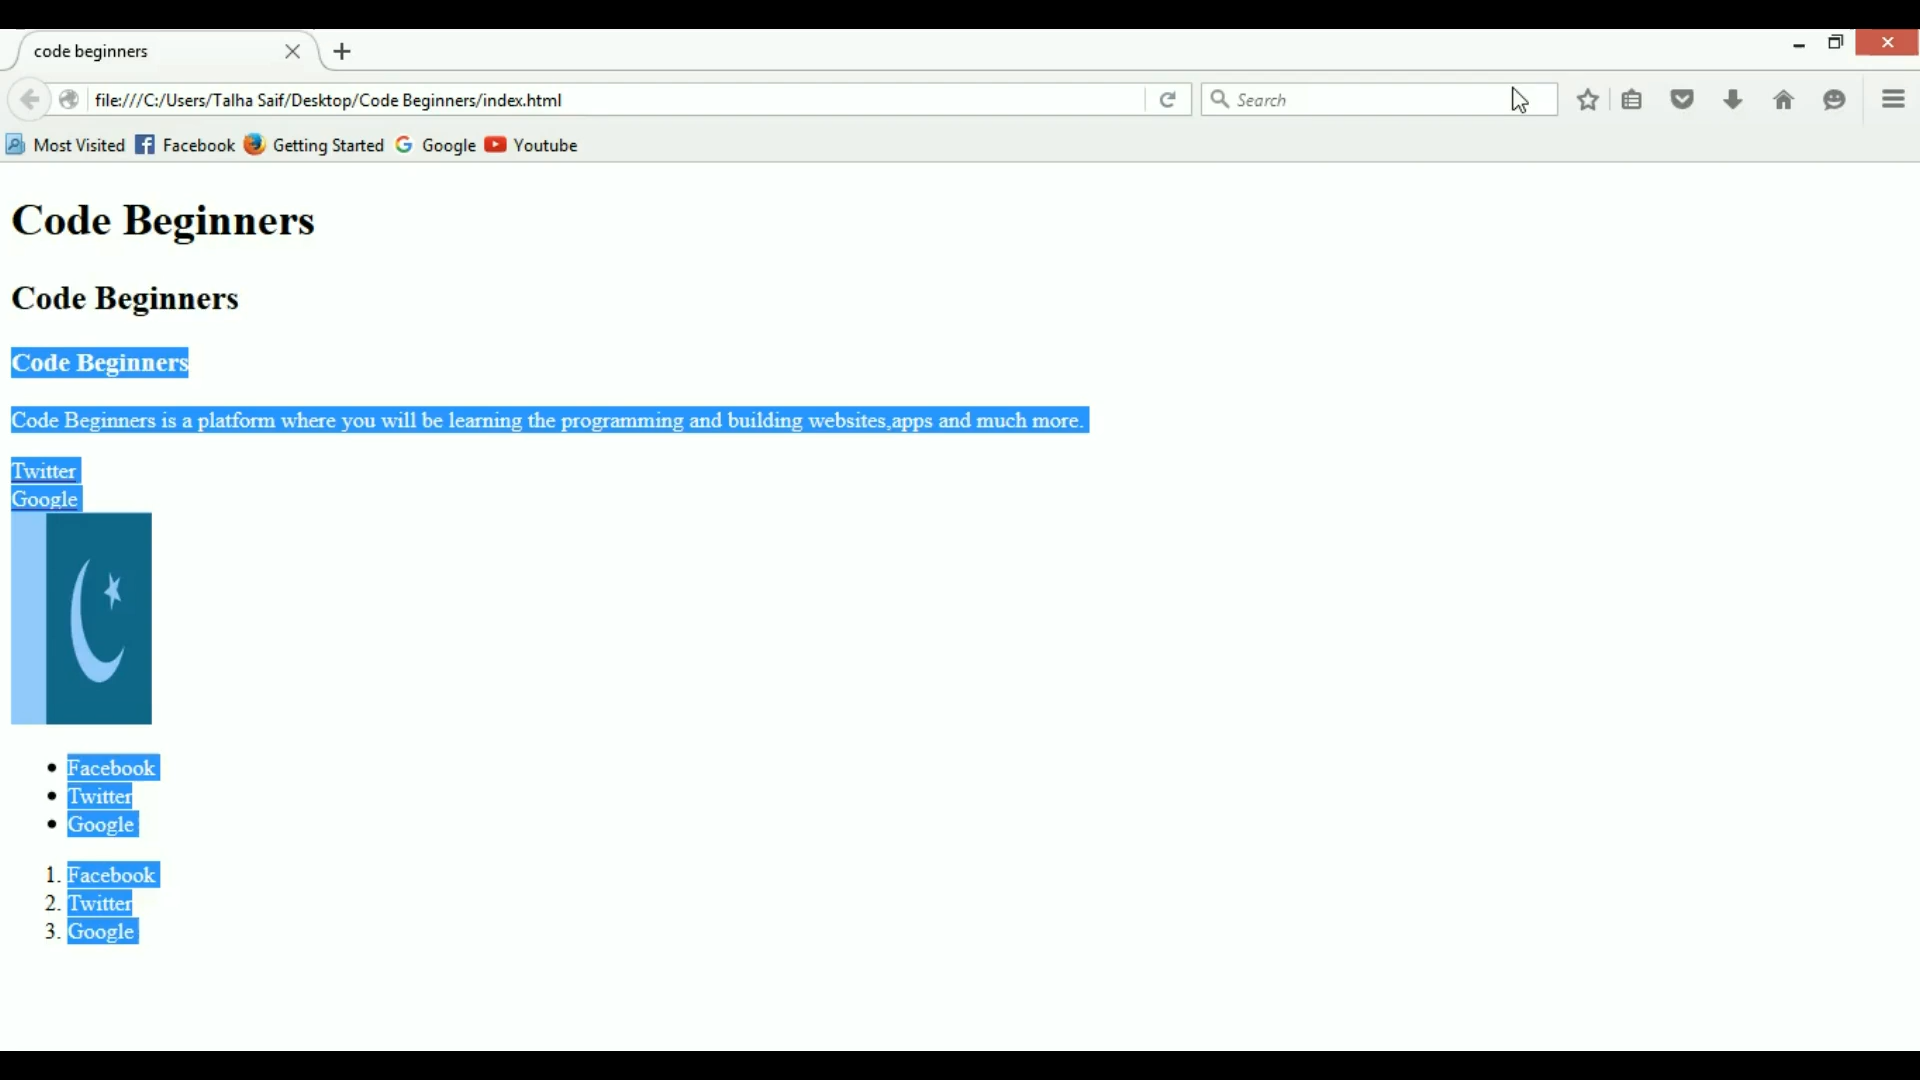 code beginners
file:///C:/Users/Talha Saif/Desktop/Code Beginners/index.html
Search
Most Visited Facebook Getting Started Google Youtube
Code Beginners
Code Beginners
Code Beginners
Code Beginners is a platform where you will be learning the programming and building websites,apps and much more.
Twitter
Google
• Facebook
• Twitter
• Google
1. Facebook
2. Twitter
3. Google